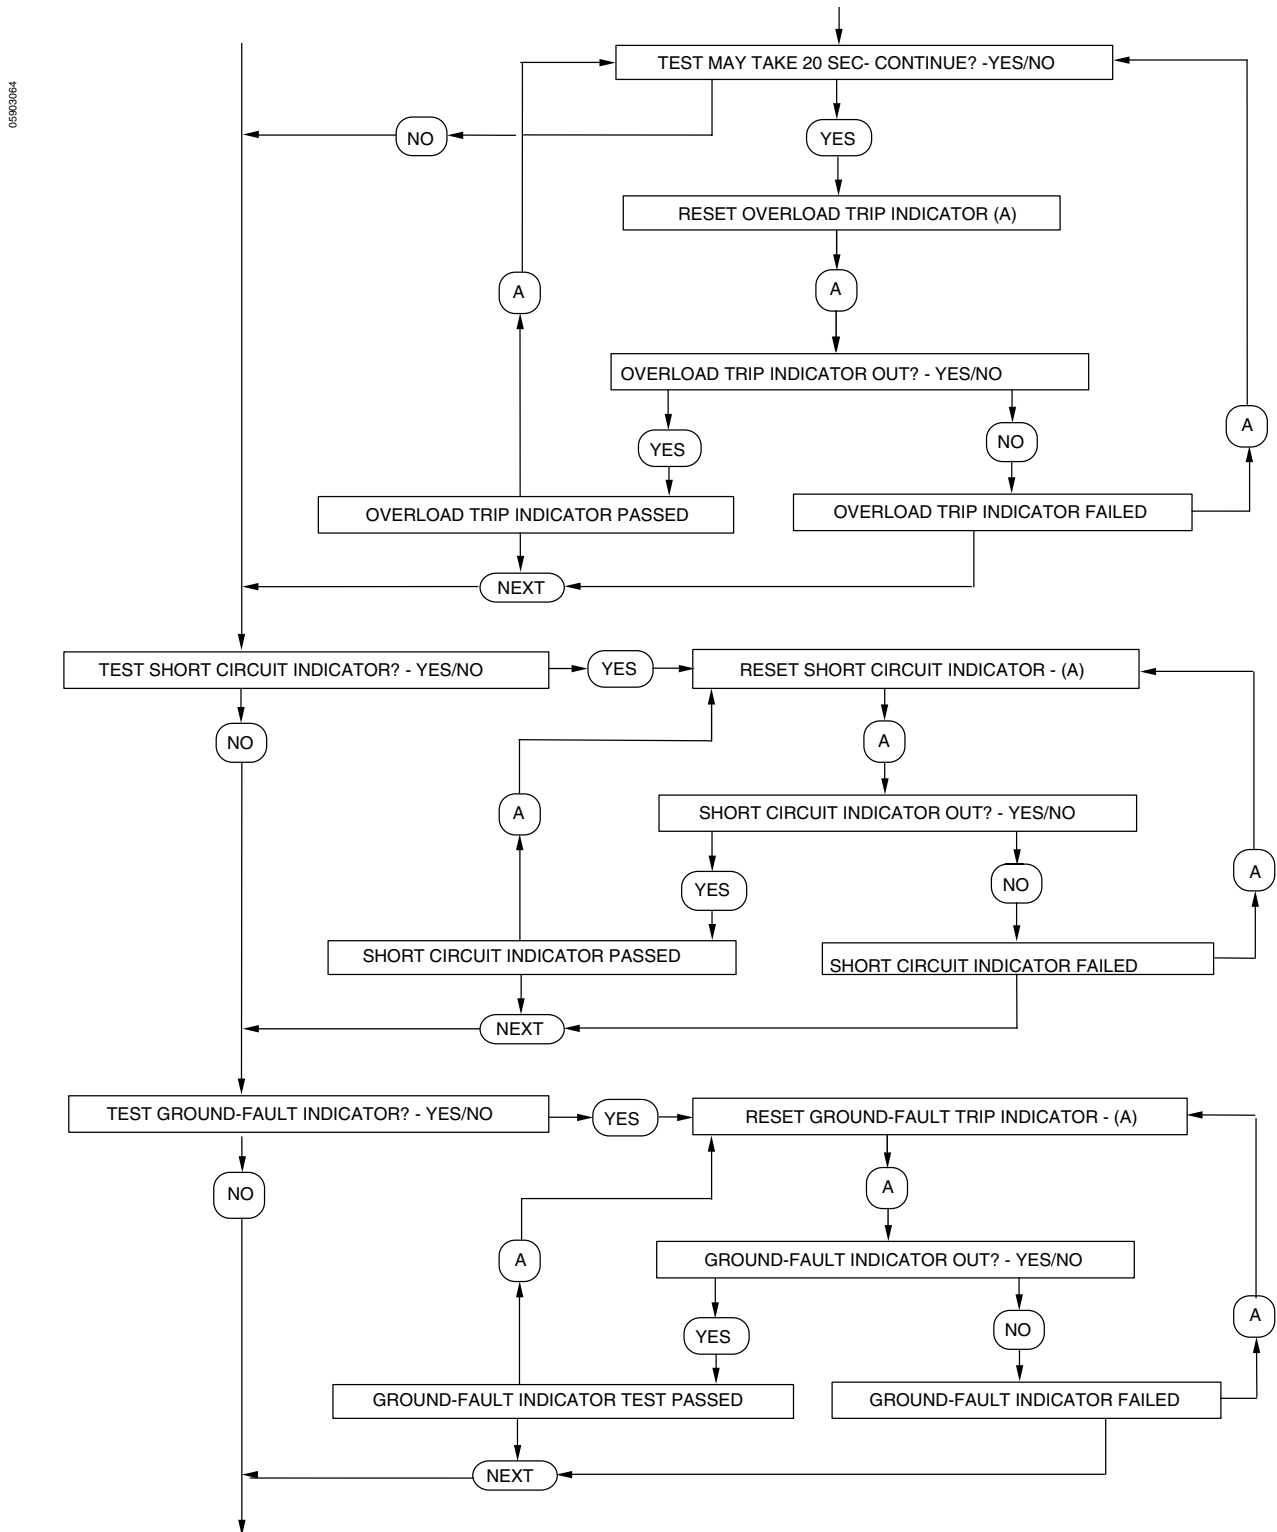 05903064
TEST MAY TAKE 20 SEC- CONTINUE? -YES/NO
NO
YES
RESET OVERLOAD TRIP INDICATOR (A)
A
A
OVERLOAD TRIP INDICATOR OUT? - YES/NO
A
YES
NO
OVERLOAD TRIP INDICATOR PASSED
OVERLOAD TRIP INDICATOR FAILED
NEXT
TEST SHORT CIRCUIT INDICATOR? - YES/NO
YES
RESET SHORT CIRCUIT INDICATOR - (A)
NO
A
A
SHORT CIRCUIT INDICATOR OUT? - YES/NO
YES
NO
A
SHORT CIRCUIT INDICATOR PASSED
SHORT CIRCUIT INDICATOR FAILED
NEXT
TEST GROUND-FAULT INDICATOR? - YES/NO
YES
RESET GROUND-FAULT TRIP INDICATOR - (A)
NO
A
A
GROUND-FAULT INDICATOR OUT? - YES/NO
YES
NO
A
GROUND-FAULT INDICATOR TEST PASSED
GROUND-FAULT INDICATOR FAILED
NEXT